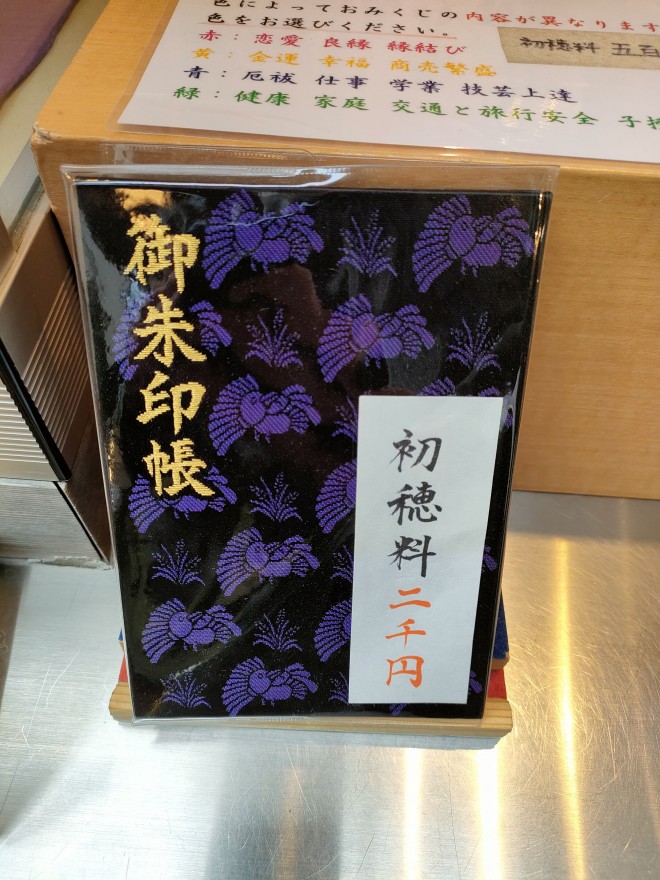 色によっておみくじの内容が異なります
色をお選びください。
赤：恋愛 良縁 縁結び
黄：金運 幸福 商売繁盛
青：厄祓 仕事 学業 技芸上達
緑：健康 家庭 交通と旅行安全
初穂料 五百
御朱印帳
初穂料二千円